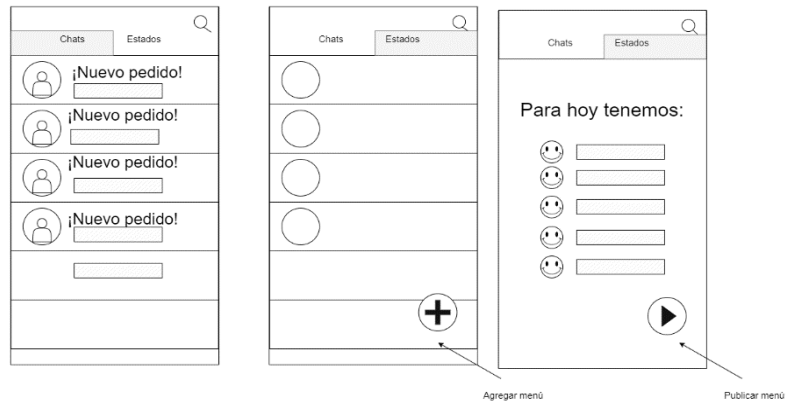 Chats Estados
¡Nuevo pedido!
¡Nuevo pedido!
¡Nuevo pedido!
¡Nuevo pedido!
Chats Estados
Agregar menú
Chats Estados
Para hoy tenemos:
Publicar menú